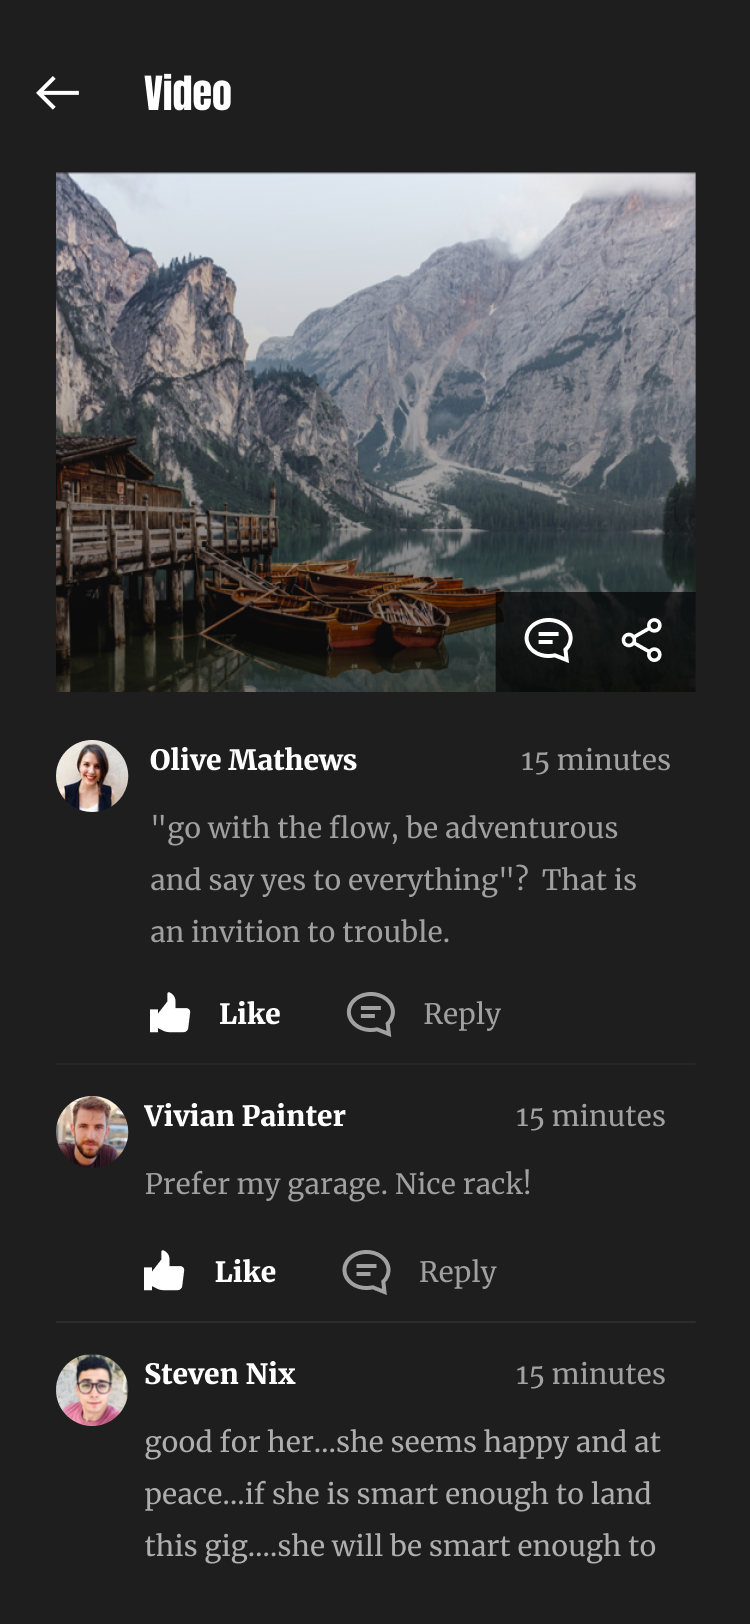 Video
Olive Mathews 15 minutes
"go with the flow, be adventurous
and say yes to everything"? That is
an invition to trouble.
Like Reply
Vivian Painter 15 minutes
Prefer my garage. Nice rack!
Like Reply
Steven Nix 15 minutes
good for her...she seems happy and at
peace...if she is smart enough to land
this gig....she will be smart enough to